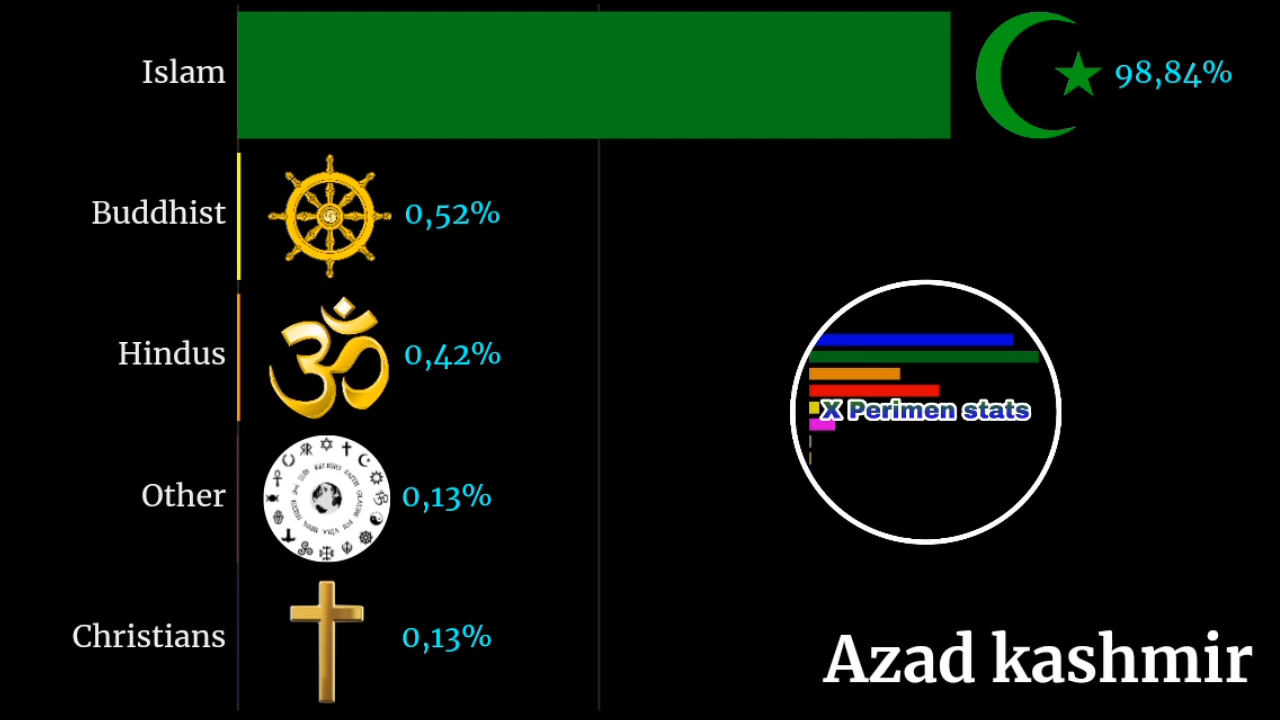 Islam
98,84%
Buddhist
0,52%
Hindus
0,42%
Other
0,13%
Christians
0,13%
X Perimen stats
Azad kashmir